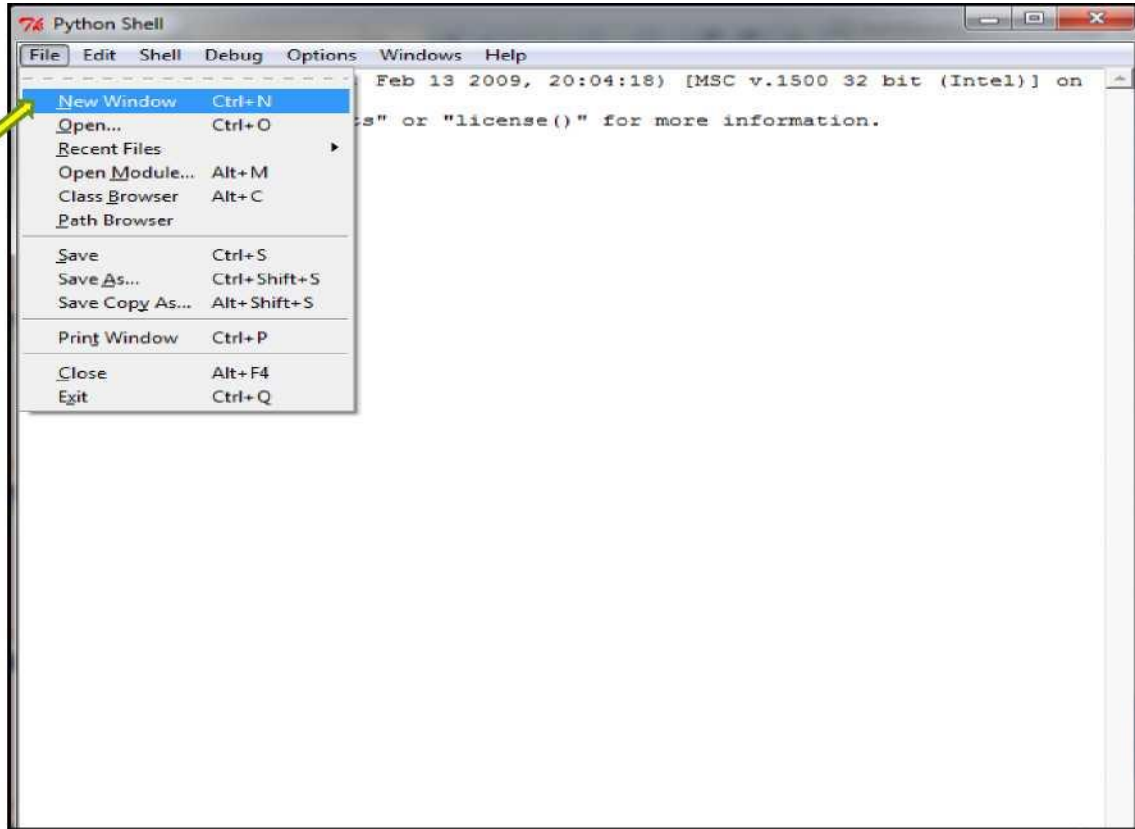 Python Shell
File Edit Shell Debug Options Windows Help
Feb 13 2009, 20:04:18) [MSC v.1500 32 bit (Intel)] on
s" or "license()" for more information.
New Window Ctrl+N
Open... Ctrl+O
Recent Files
Open Module... Alt+M
Class Browser Alt+C
Path Browser
Save Ctrl+S
Save As... Ctrl+Shift+S
Save Copy As... Alt+Shift+S
Print Window Ctrl+P
Close Alt+F4
Exit Ctrl+Q